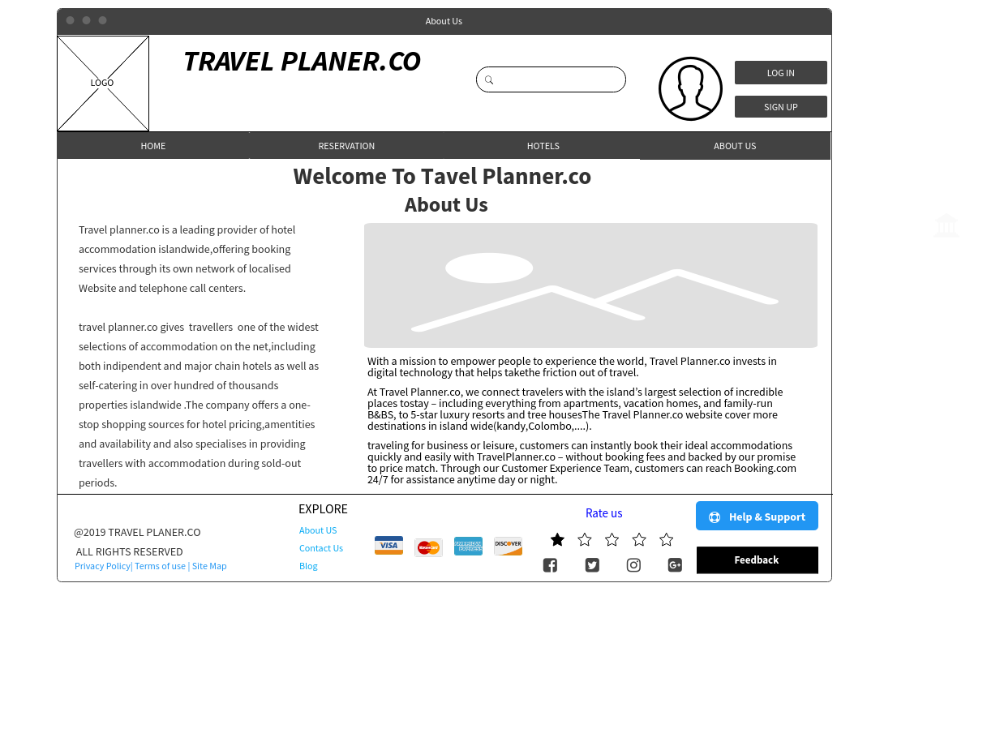 About Us
LOGO
TRAVEL PLANER.CO
LOG IN
SIGN UP
HOME
RESERVATION
HOTELS
ABOUT US
Welcome To Tavel Planner.co
About Us
Travel planner.co is a leading provider of hotel
accommodation islandwide,offering booking
services through its own network of localised
Website and telephone call centers.
travel planner.co gives  travellers  one of the widest
selections of accommodation on the net,including
both indipendent and major chain hotels as well as
self-catering in over hundred of thousands
properties islandwide .The company offers a one-
stop shopping sources for hotel pricing,amentities
and availability and also specialises in providing
travellers with accommodation during sold-out
periods.
With a mission to empower people to experience the world, Travel Planner.co invests in
digital technology that helps takethe friction out of travel.
At Travel Planner.co, we connect travelers with the island's largest selection of incredible
places tostay – including everything from apartments, vacation homes, and family-run
B&BS, to 5-star luxury resorts and tree housesThe Travel Planner.co website cover more
destinations in island wide(kandy,Colombo,....).
traveling for business or leisure, customers can instantly book their ideal accommodations
quickly and easily with TravelPlanner.co – without booking fees and backed by our promise
to price match. Through our Customer Experience Team, customers can reach Booking.com
24/7 for assistance anytime day or night.
@2019 TRAVEL PLANER.CO
ALL RIGHTS RESERVED
Privacy Policy| Terms of use | Site Map
EXPLORE
About US
Contact Us
Blog
VISA
MasterCard
AMERICAN
EXPRESS
DISCOVER
Rate us
Help & Support
Feedback